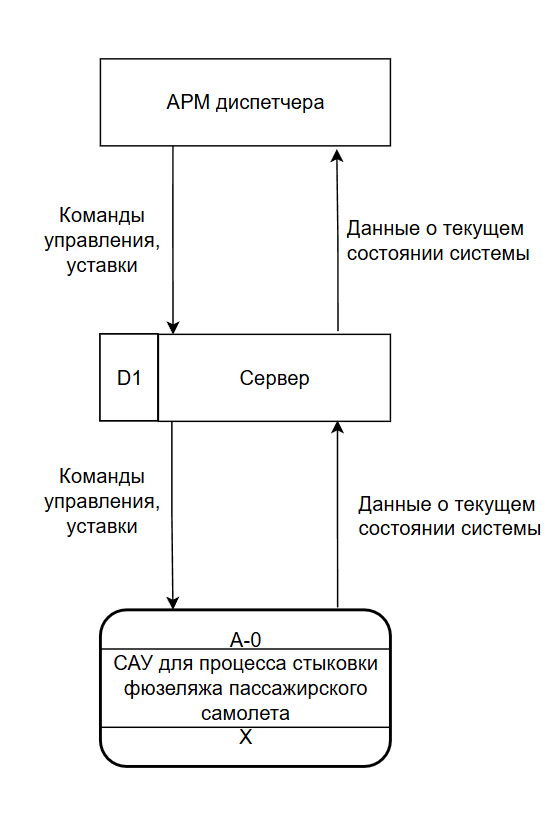 АРМ диспетчера
Команды
управления,
уставки
Данные о текущем
состоянии системы
D1
Сервер
Команды
управления,
уставки
Данные о текущем
состоянии системы
А-0
САУ для процесса стыковки
фюзеляжа пассажирского
самолета
X